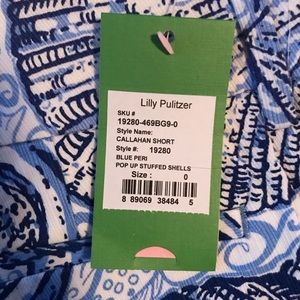 Lilly Pulitzer
SKU #
19280-469BG9-0
Style Name:
CALLAHAN SHORT
Style #: 19280
BLUE PERI
POP UP STUFFED SHELLS
Size : 0
8 89069 38484 5